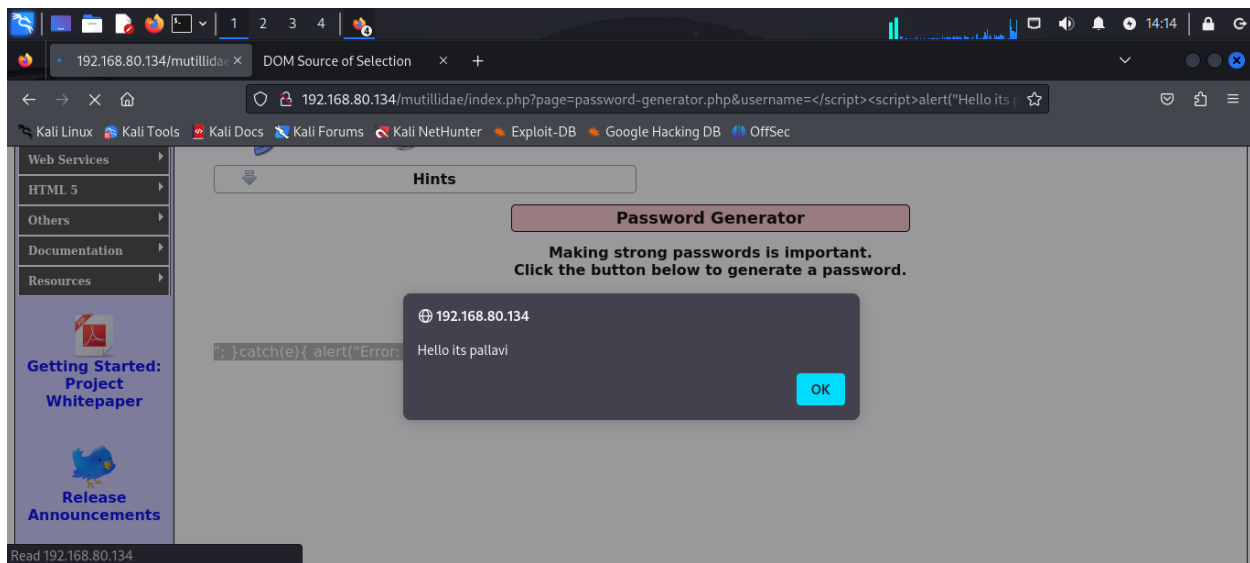 1 2 3 4 14:14
192.168.80.134/mutillidae
DOM Source of Selection
192.168.80.134/mutillidae/index.php?page=password-generator.php&username=</script><script>alert("Hello its p
Kali Linux Kali Tools Kali Docs Kali Forums Kali NetHunter Exploit-DB Google Hacking DB OffSec
Web Services
HTML 5
Others
Documentation
Resources
Getting Started:
Project
Whitepaper
Release
Announcements
Hints
Password Generator
Making strong passwords is important.
Click the button below to generate a password.
"; }catch(e){ alert("Error:
192.168.80.134
Hello its pallavi
OK
Read 192.168.80.134